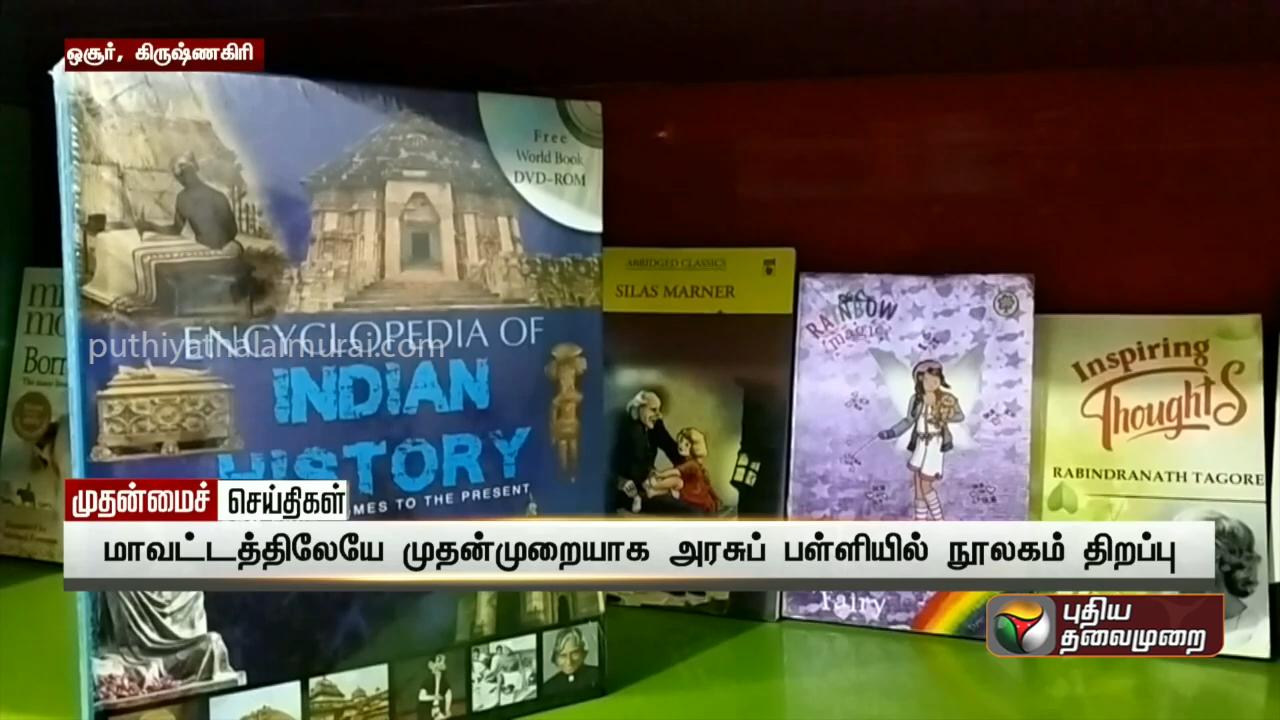 ஒசூர், கிருஷ்ணகிரி
Free
World Book
DVD-ROM
ENCYCLOPEDIA OF
INDIAN
HISTORY
MES TO THE PRESENT
puthiyathalaimurai.com
ABRIDGED CLASSICS
SILAS MARNER
RAINBOW
magic
Fairy
Inspiring
Thoughts
RABINDRANATH TAGORE
முதன்மைச் செய்திகள்
மாவட்டத்திலேயே முதன்முறையாக அரசுப் பள்ளியில் நூலகம் திறப்பு
புதிய
தலைமுறை